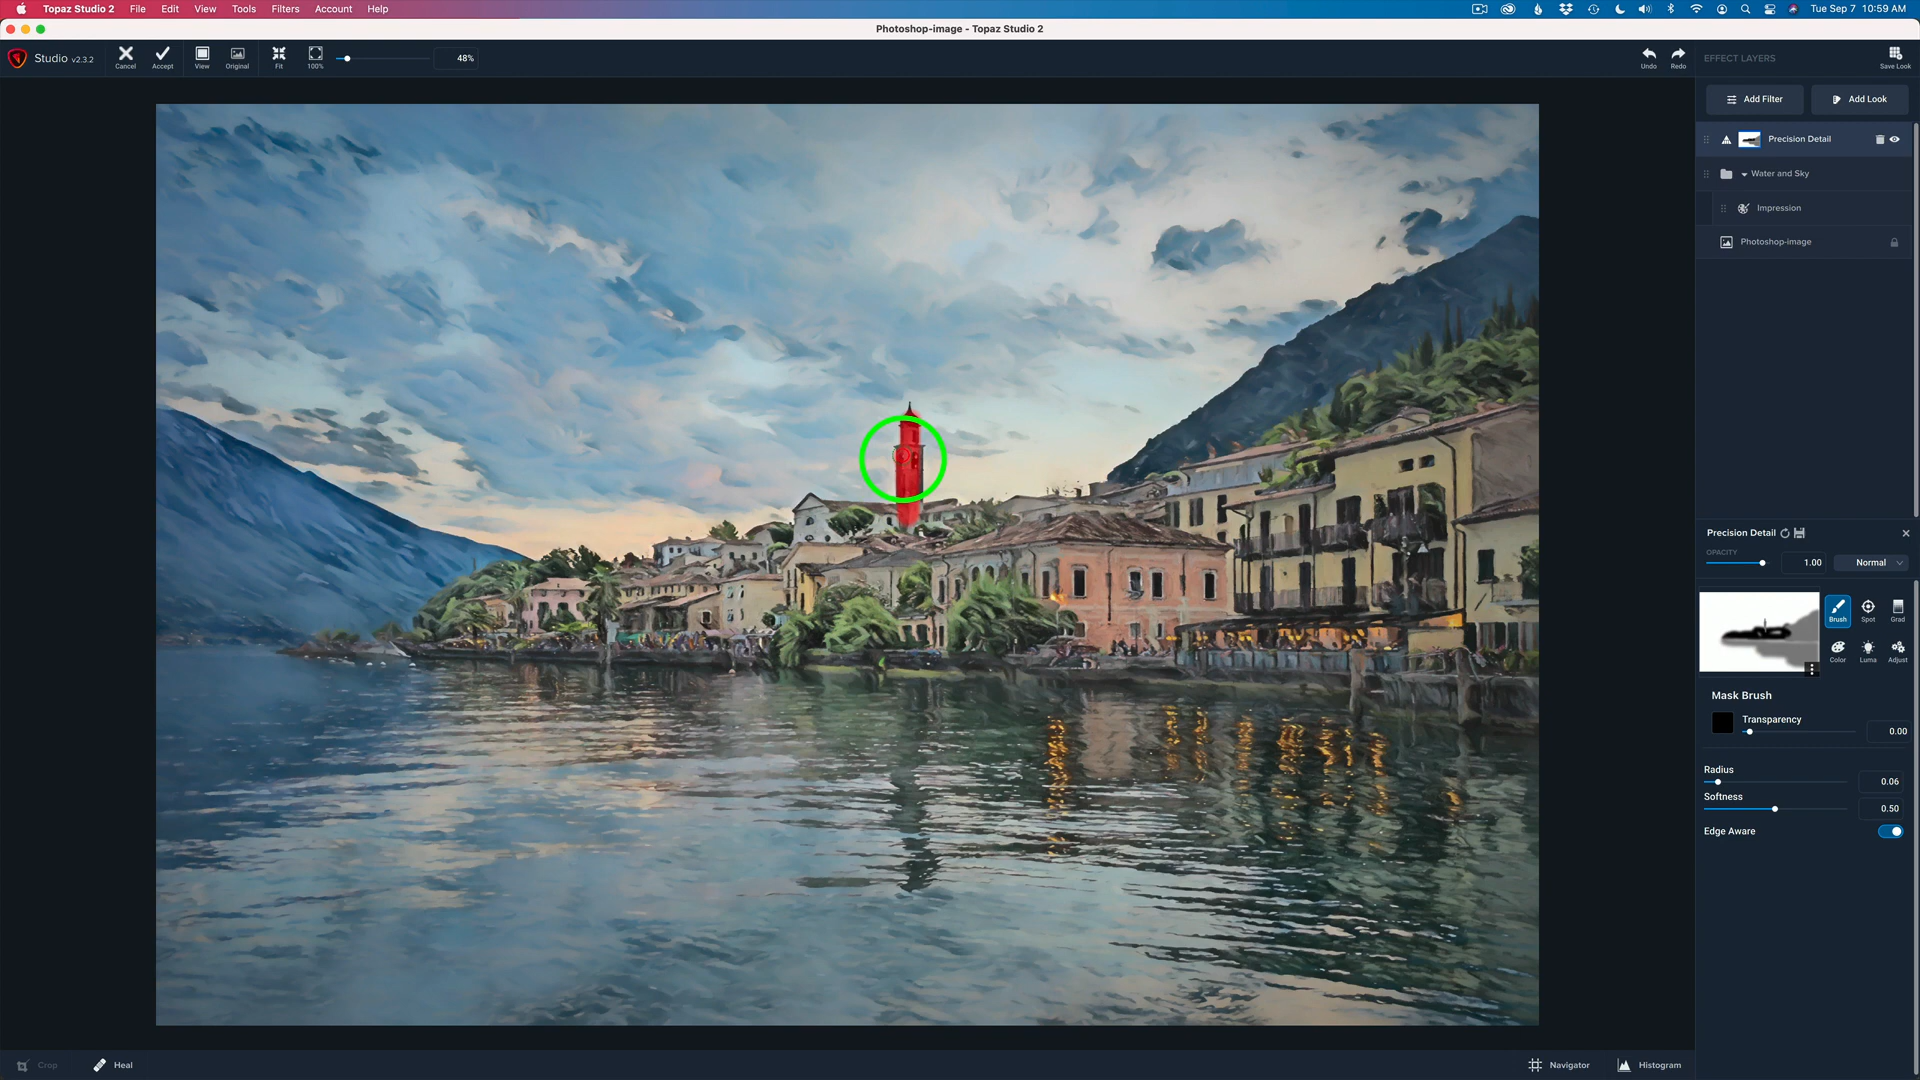 Topaz Studio 2 File Edit View Tools Filters Account Help Tue Sep 7 10:59 AM
Photoshop-image - Topaz Studio 2
Studio v2.3.2 Cancel Accept View Original Fit 100% 48% Undo Redo
EFFECT LAYERS Save Look
Add Filter Add Look
Precision Detail
Water and Sky
Impression
Photoshop-image
Precision Detail
OPACITY
1.00 Normal
Brush Spot Grad
Color Luma Adjust
Mask Brush
Transparency
0.00
Radius
0.06
Softness
0.50
Edge Aware
Crop Heal Navigator Histogram